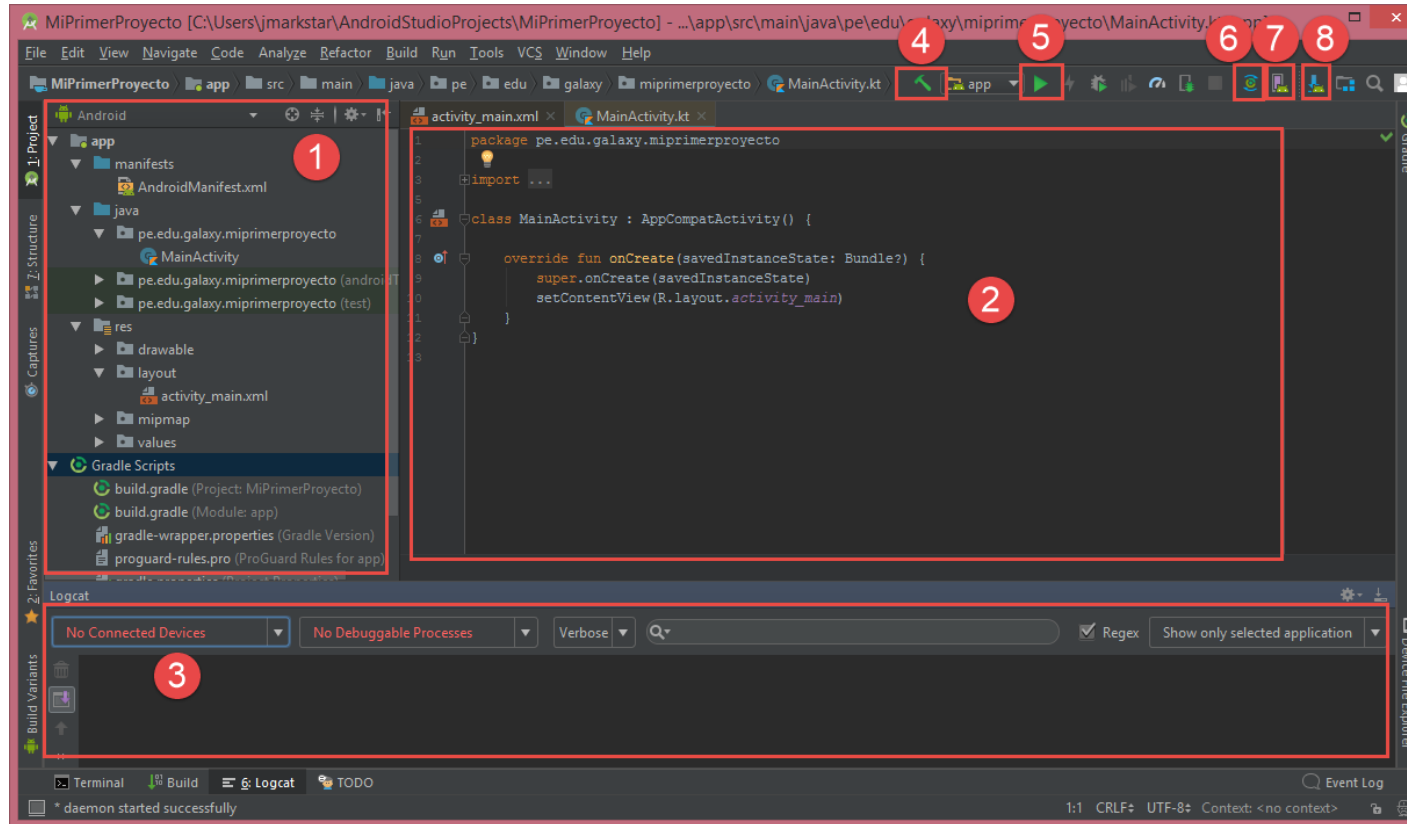 MiPrimerProyecto [C:\Users\jmarkstar\AndroidStudioProjects\MiPrimerProyecto] - ...\app\src\main\java\pe\edu\galaxy\miprimerproyecto\MainActivity.kt
File Edit View Navigate Code Analyze Refactor Build Run Tools VCS Window Help
4 5 6 7 8
MiPrimerProyecto app src main java pe edu galaxy miprimerproyecto MainActivity.kt app
1: Project
Z: Structure
Captures
2: Favorites
Build Variants
Android
1
app
manifests
AndroidManifest.xml
java
pe.edu.galaxy.miprimerproyecto
MainActivity
pe.edu.galaxy.miprimerproyecto (androidT
pe.edu.galaxy.miprimerproyecto (test)
res
drawable
layout
activity_main.xml
mipmap
values
Gradle Scripts
build.gradle (Project: MiPrimerProyecto)
build.gradle (Module: app)
gradle-wrapper.properties (Gradle Version)
proguard-rules.pro (ProGuard Rules for app)
gradle.properties (Project Properties)
activity_main.xml MainActivity.kt
1 package pe.edu.galaxy.miprimerproyecto
2
3 import ...
5
6 class MainActivity : AppCompatActivity() {
7
8 override fun onCreate(savedInstanceState: Bundle?) {
9 super.onCreate(savedInstanceState)
10 setContentView(R.layout.activity_main)
11 }
12 }
13
2
Gradle
Device File Explorer
Logcat
No Connected Devices No Debuggable Processes Verbose Regex Show only selected application
3
Terminal Build 6: Logcat TODO Event Log
* daemon started successfully 1:1 CRLF UTF-8 Context: <no context>